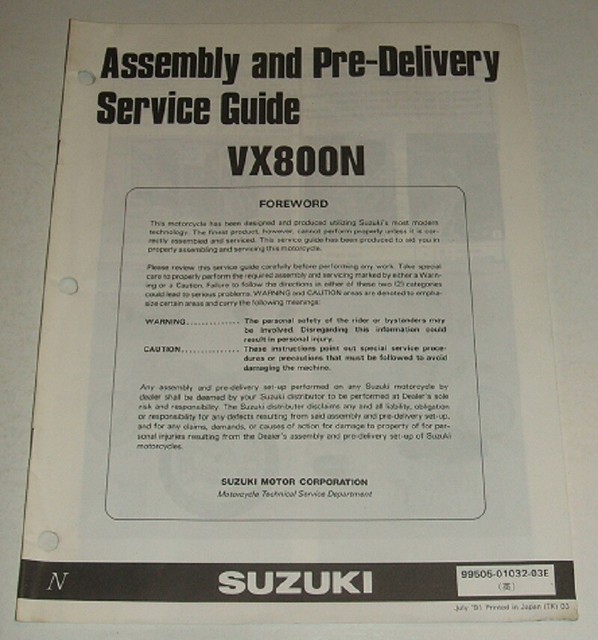 Assembly and Pre-Delivery
Service Guide
VX800N
FOREWORD
This motorcycle has been designed and produced utilizing Suzuki's most modern
technology. The finest product, however, cannot perform properly unless it is cor-
rectly assembled and serviced. This service guide has been produced to aid you in
properly assembling and servicing this motorcycle.
Please review this service guide carefully before performing any work. Take special
care to properly perform the required assembly and servicing marked by either a Warn-
ing or a Caution. Failure to follow the directions in either of these two (2) categories
could lead to serious problems. WARNING and CAUTION areas are denoted to empha-
size certain areas and carry the following meanings:
WARNING.............. The personal safety of the rider or bystanders may
be involved. Disregarding this information could
result in personal injury.
CAUTION............... These instructions point out special service proce-
dures or precautions that must be followed to avoid
damaging the machine.
Any assembly and pre-delivery set-up performed on any Suzuki motorcycle by
dealer shall be deemed by your Suzuki distributor to be performed at Dealer's sole
risk and responsibility. The Suzuki distributor disclaims any and all liability, obligation
or responsibility for any defects resulting from said assembly and pre-delivery set-up,
and for any claims, demands, or causes of action for damage to property of for per-
sonal injuries resulting from the Dealer's assembly and pre-delivery set-up of Suzuki
motorcycles.
SUZUKI MOTOR CORPORATION
Motorcycle Technical Service Department
N SUZUKI 99505-01032-03E
(英)
July '91 Printed in Japan (TK) 03